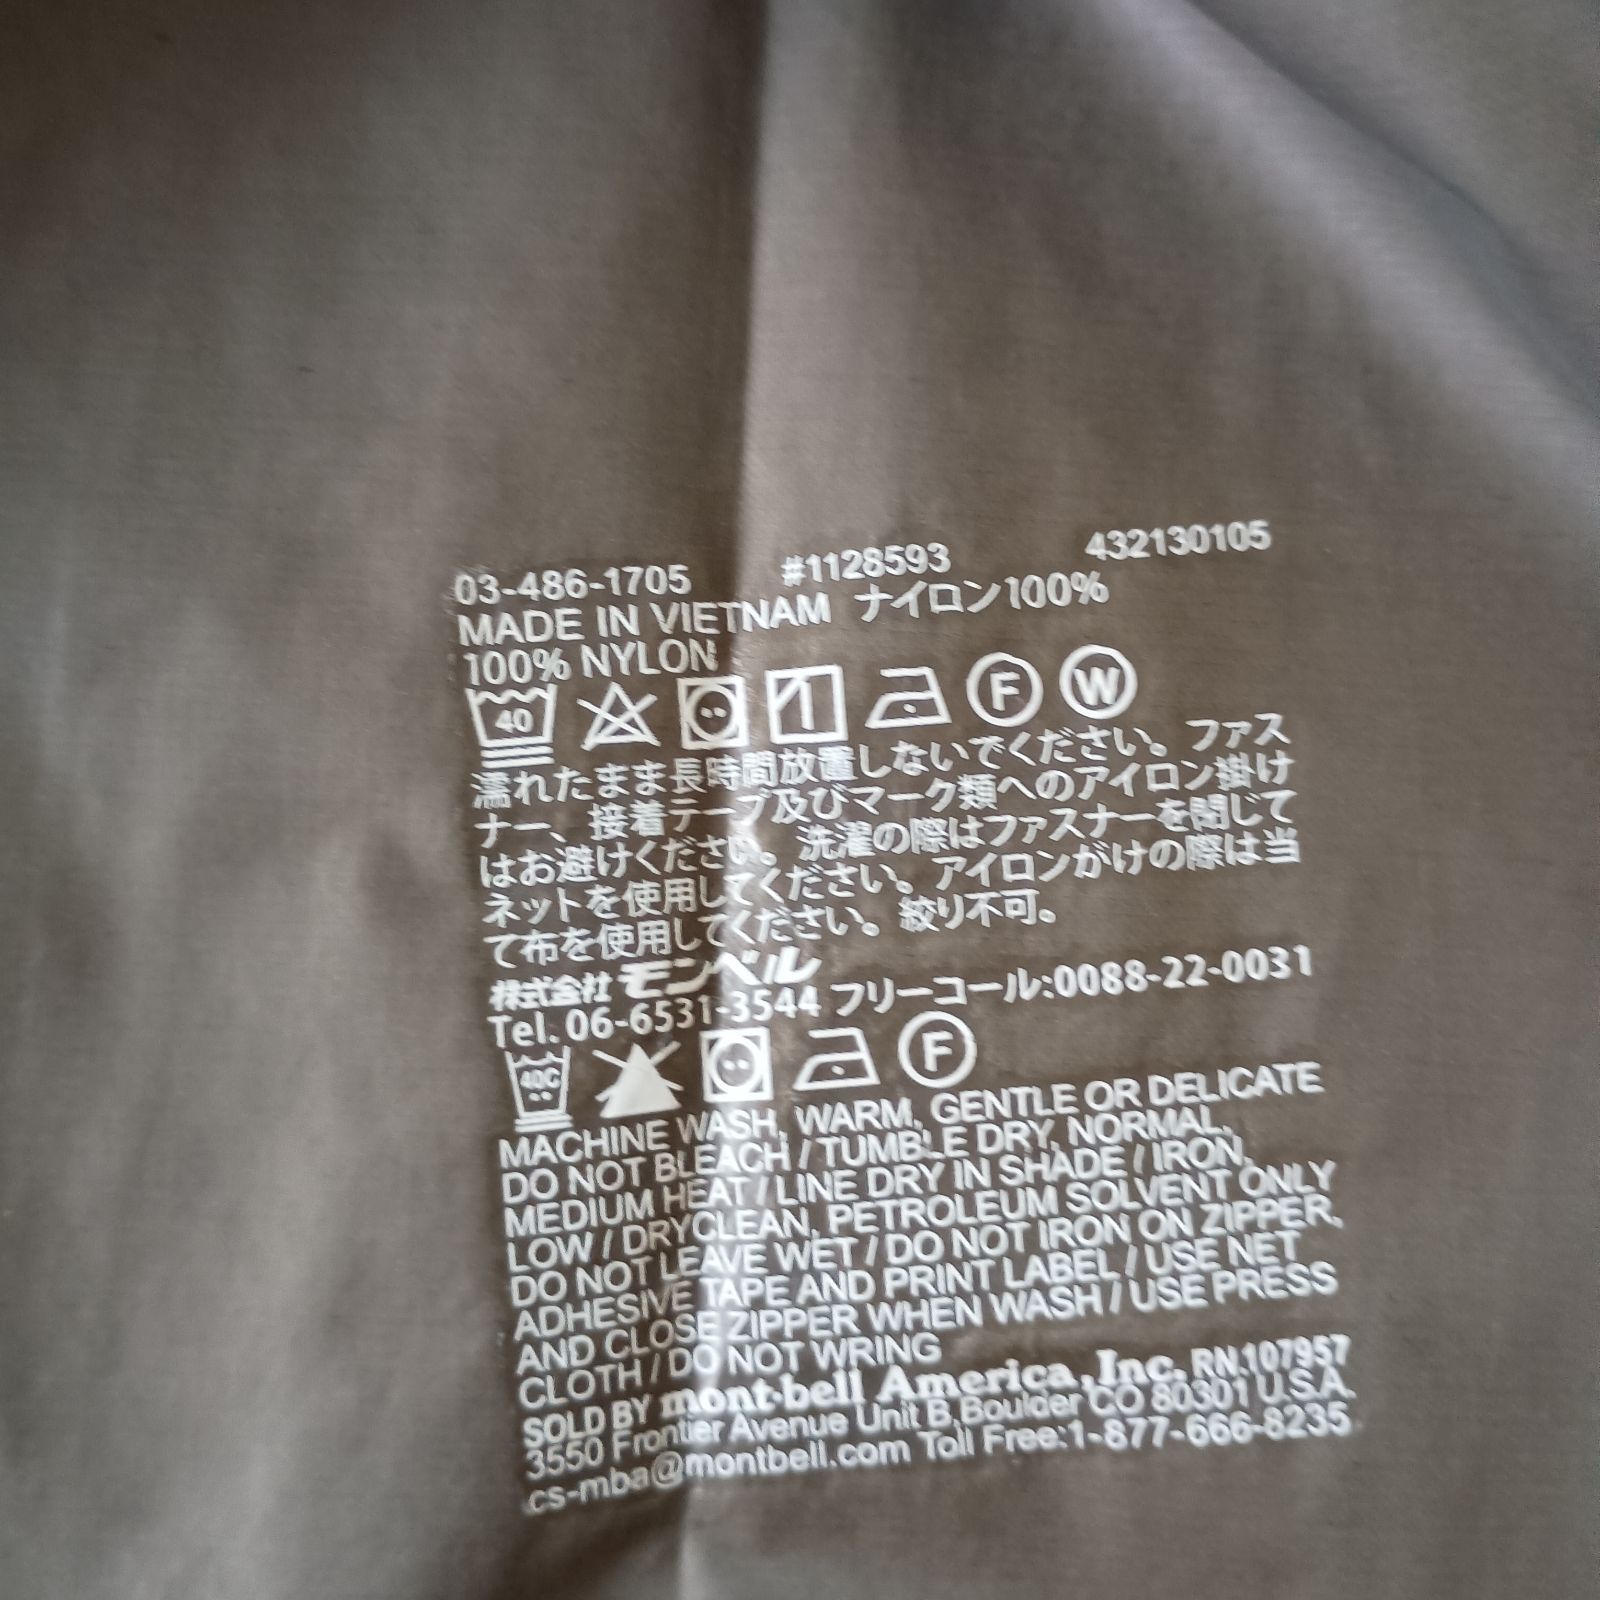 03-486-1705 #1128593 432130105
MADE IN VIETNAM ナイロン100%
100% NYLON
40 F W
濡れたまま長時間放置しないでください。ファス
ナー、接着テープ及びマーク類へのアイロン掛け
はお避けください。洗濯の際はファスナーを閉じて
ネットを使用してください。アイロンがけの際は当
て布を使用してください。絞り不可。
株式会社 モンベル
Tel. 06-6531-3544 フリーコール:0088-22-0031
40C F
MACHINE WASH, WARM, GENTLE OR DELICATE
DO NOT BLEACH / TUMBLE DRY, NORMAL,
MEDIUM HEAT / LINE DRY IN SHADE / IRON,
LOW / DRYCLEAN, PETROLEUM SOLVENT ONLY
DO NOT LEAVE WET / DO NOT IRON ON ZIPPER,
ADHESIVE TAPE AND PRINT LABEL / USE NET
AND CLOSE ZIPPER WHEN WASH / USE PRESS
CLOTH / DO NOT WRING
SOLD BY mont-bell America, Inc. RN.107957
3550 Frontier Avenue Unit B, Boulder CO 80301 U.S.A.
cs-mba@montbell.com Toll Free:1-877-666-8235